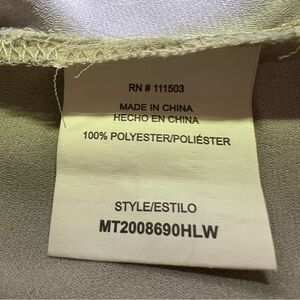 RN # 111503
MADE IN CHINA
HECHO EN CHINA
100% POLYESTER/POLIÉSTER
STYLE/ESTILO
MT2008690HLW